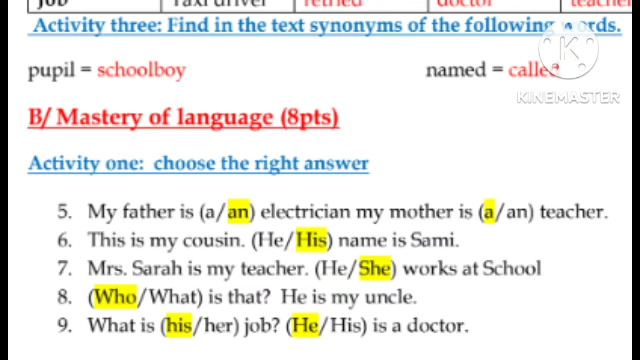 Job Taxi driver retried doctor teacher
Activity three: Find in the text synonyms of the following words.
pupil = schoolboy named = called
KINEMASTER
B/ Mastery of language (8pts)
Activity one: choose the right answer
5. My father is (a/an) electrician my mother is (a/an) teacher.
6. This is my cousin. (He/His) name is Sami.
7. Mrs. Sarah is my teacher. (He/She) works at School
8. (Who/What) is that? He is my uncle.
9. What is (his/her) job? (He/His) is a doctor.